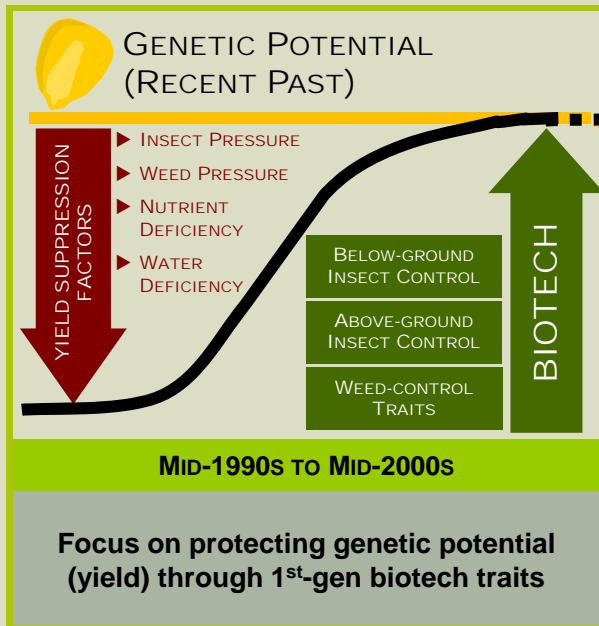 GENETIC POTENTIAL
(RECENT PAST)
YIELD SUPPRESSION
FACTORS
INSECT PRESSURE
WEED PRESSURE
NUTRIENT
DEFICIENCY
WATER
DEFICIENCY
BELOW-GROUND
INSECT CONTROL
ABOVE-GROUND
INSECT CONTROL
WEED-CONTROL
TRAITS
BIOTECH
MID-1990S TO MID-2000S
Focus on protecting genetic potential
(yield) through 1st-gen biotech traits